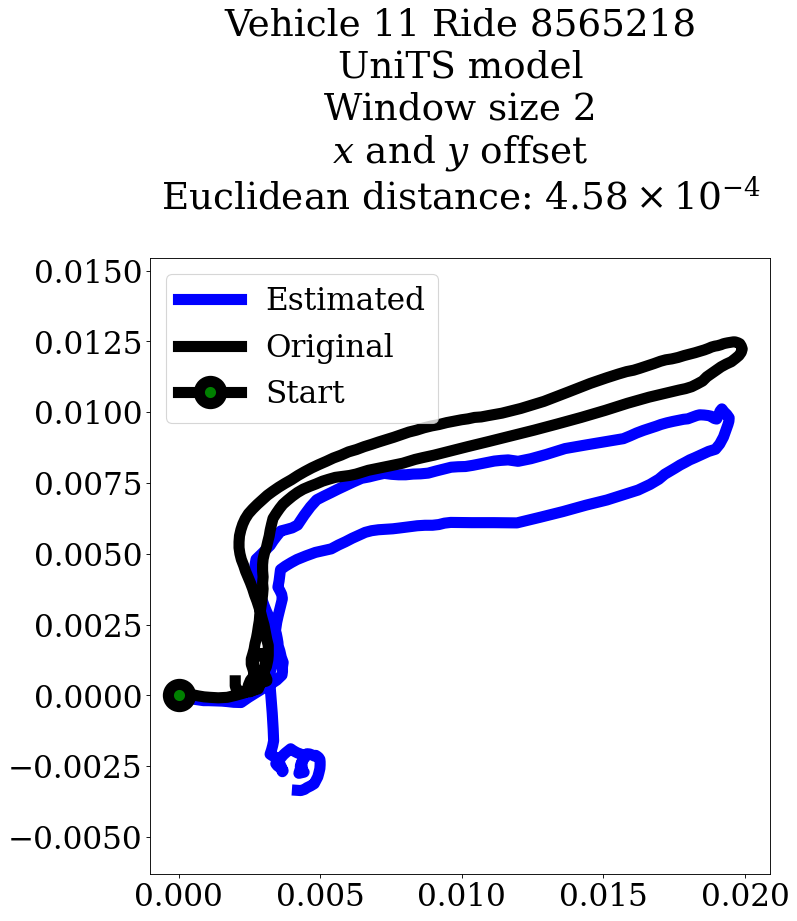 Vehicle 11 Ride 8565218
UniTS model
Window size 2
x and y offset
Euclidean distance: 4.58 × 10⁻⁴
0.0150
0.0125
0.0100
0.0075
0.0050
0.0025
0.0000
−0.0025
−0.0050
Estimated
Original
Start
0.000 0.005 0.010 0.015 0.020